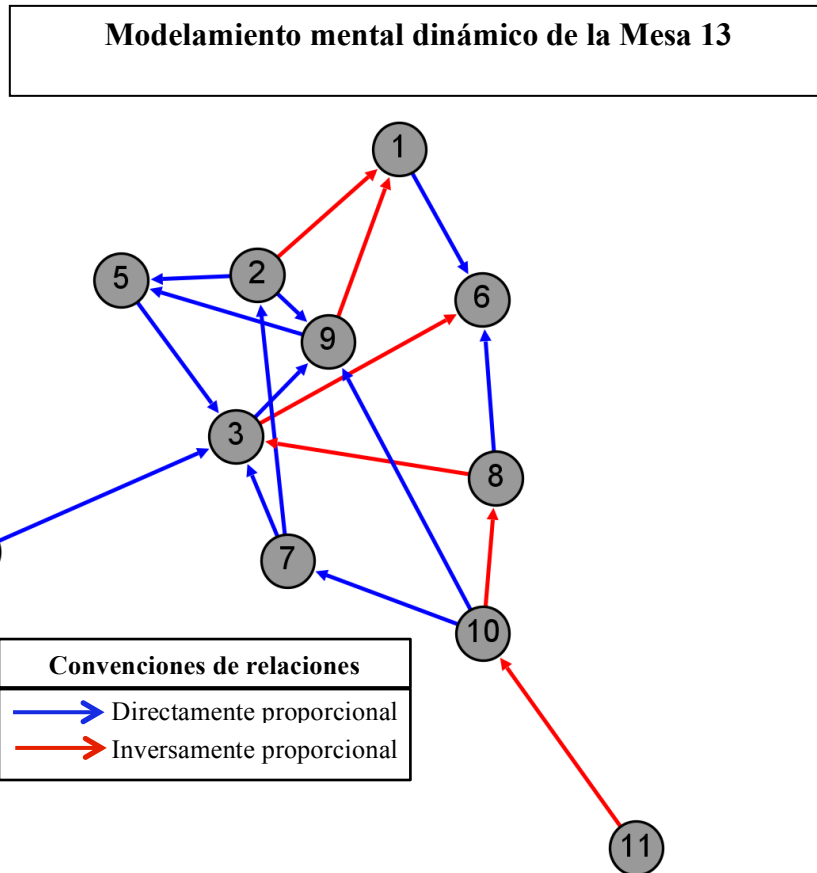 Modelamiento mental dinámico de la Mesa 13
1
2
5
6
9
3
8
7
10
Convenciones de relaciones
Directamente proporcional
Inversamente proporcional
11